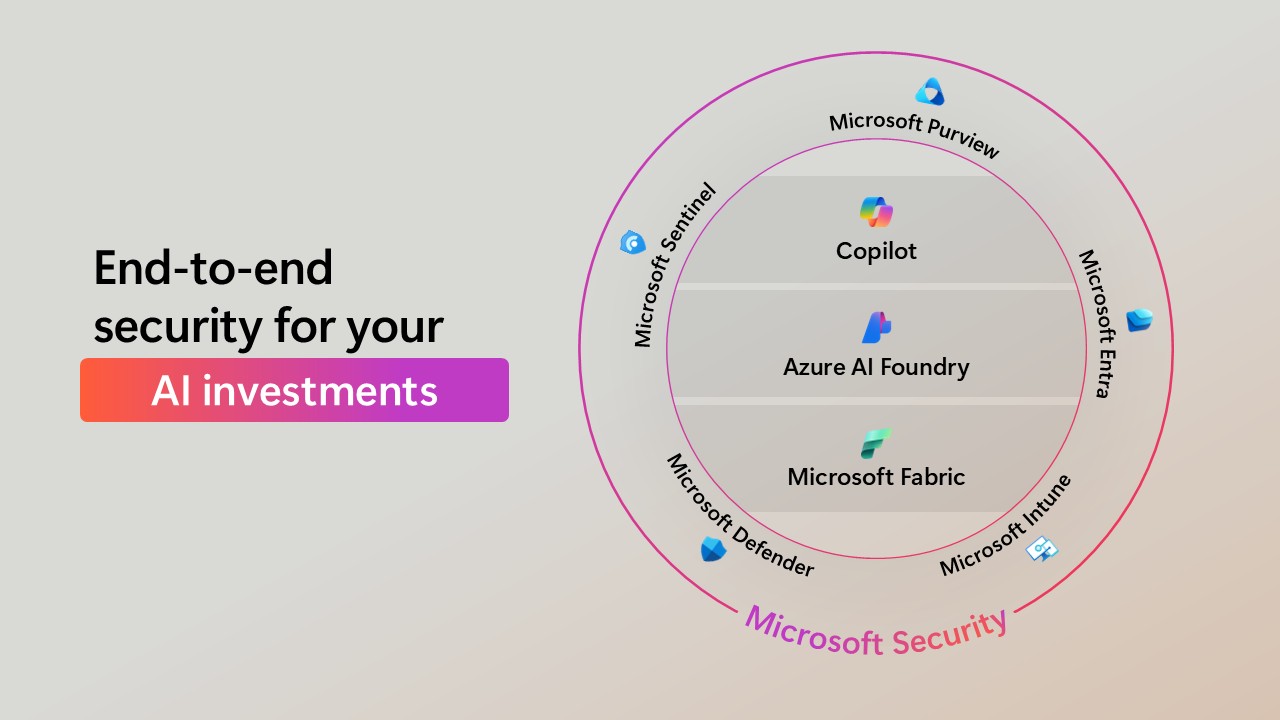 End-to-end
security for your
AI investments
Microsoft Purview
Microsoft Sentinel
Microsoft Entra
Copilot
Azure AI Foundry
Microsoft Fabric
Microsoft Defender
Microsoft Intune
Microsoft Security